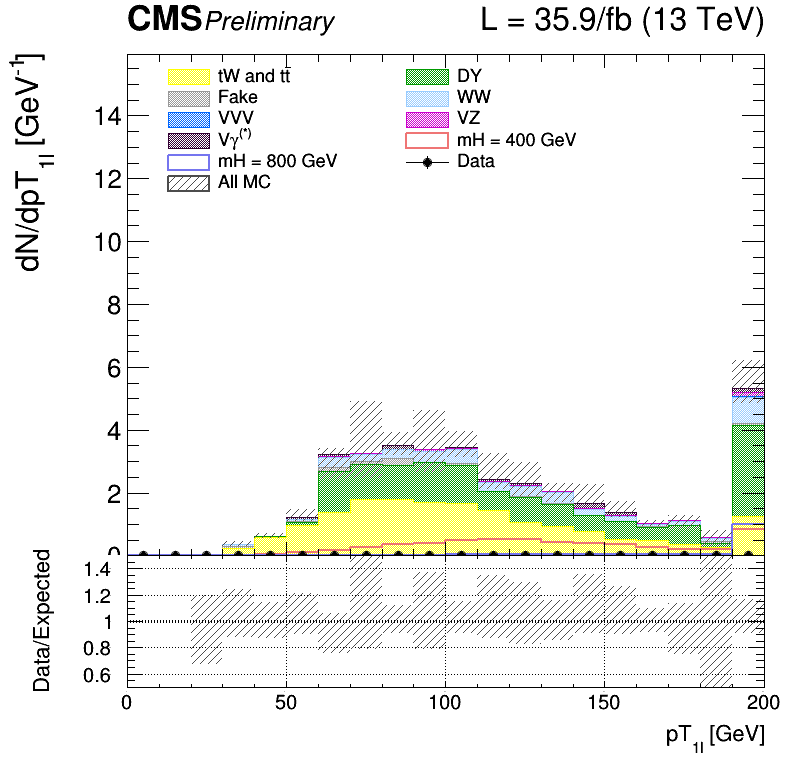 CMS Preliminary L = 35.9/fb (13 TeV)
dN/dpT_1l [GeV^-1]
tW and tt DY
Fake WW
VVV VZ
Vγ^(*) mH = 400 GeV
mH = 800 GeV Data
All MC
14
12
10
8
6
4
2
0
Data/Expected
1.4
1.2
1
0.8
0.6
0 50 100 150 200
pT_1l [GeV]